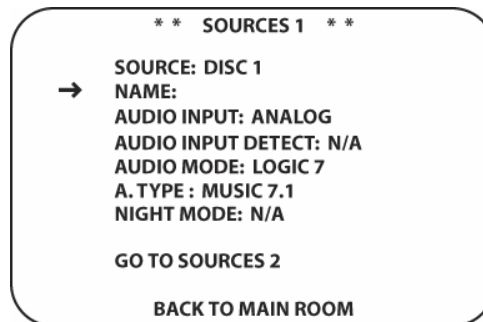 * * SOURCES 1 * *
SOURCE: DISC 1
→ NAME:
AUDIO INPUT: ANALOG
AUDIO INPUT DETECT: N/A
AUDIO MODE: LOGIC 7
A. TYPE : MUSIC 7.1
NIGHT MODE: N/A
GO TO SOURCES 2
BACK TO MAIN ROOM